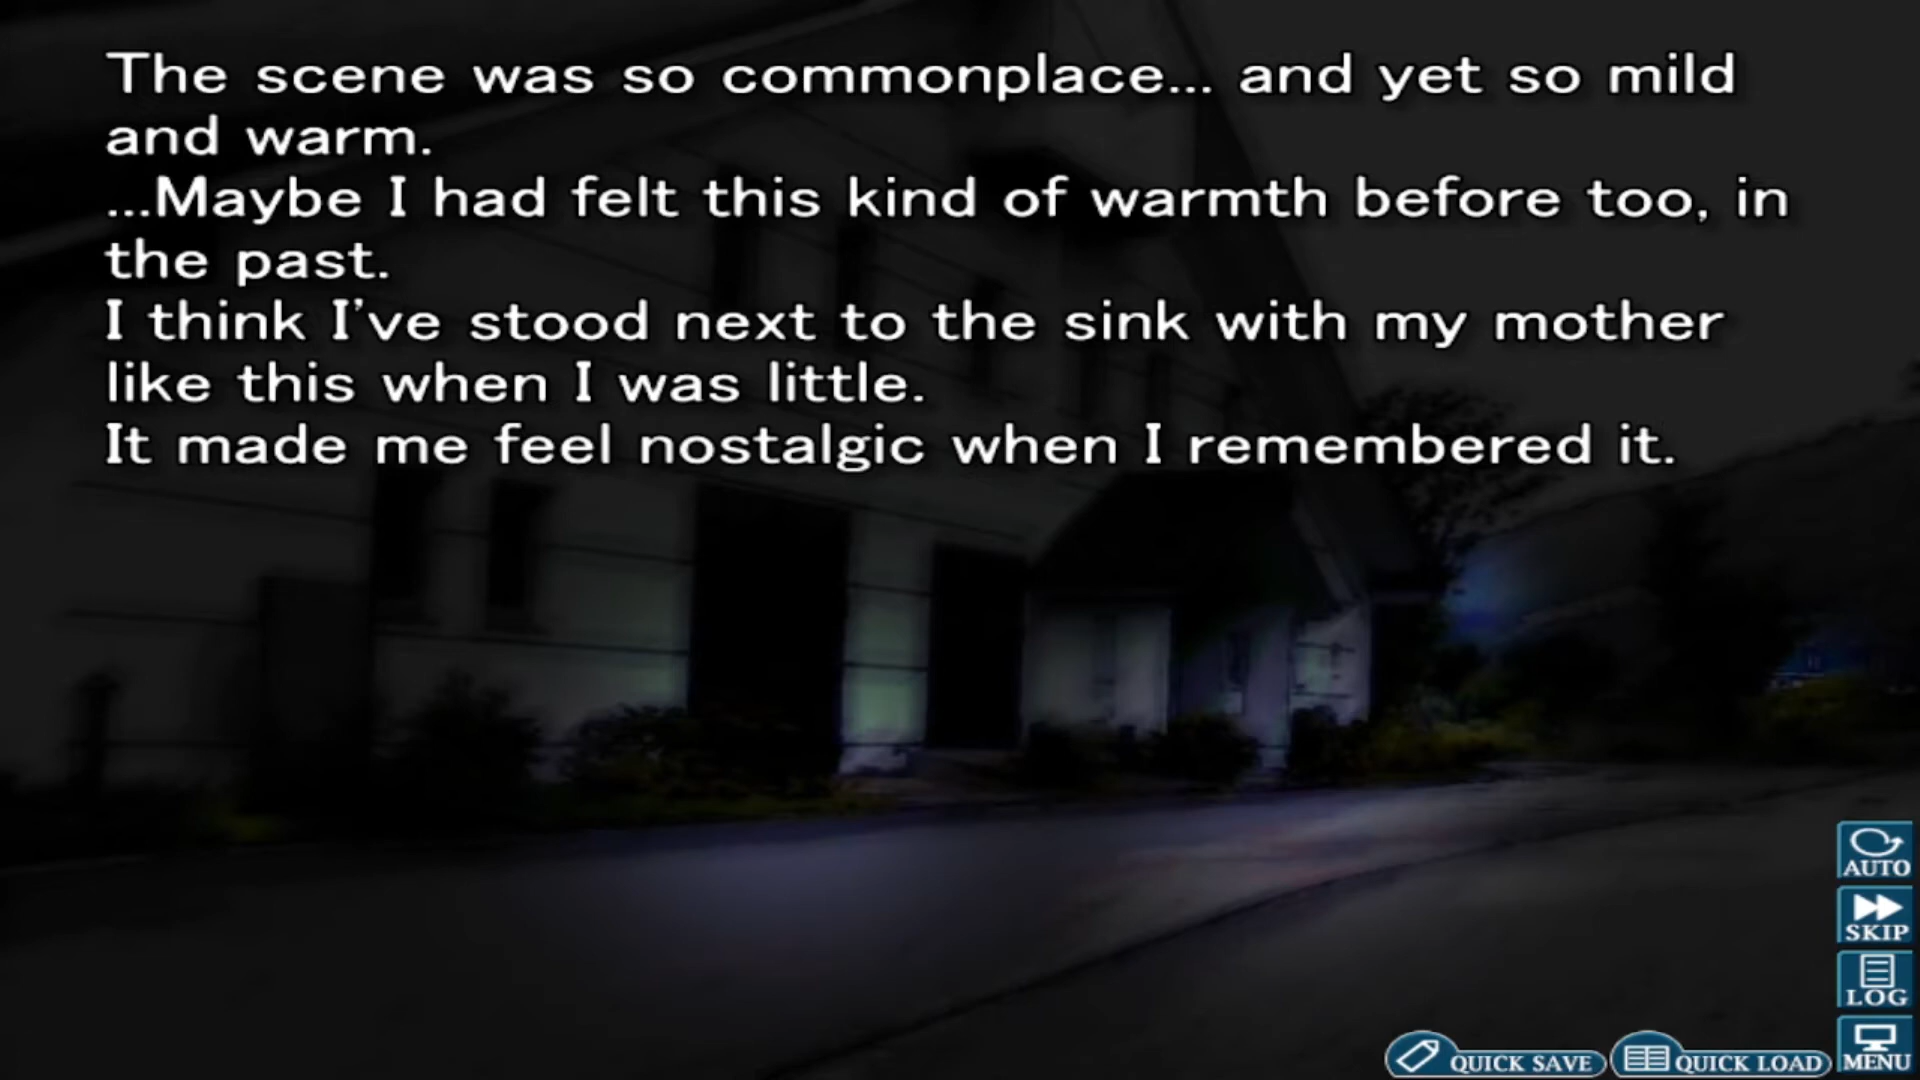 The scene was so commonplace... and yet so mild
and warm.
...Maybe I had felt this kind of warmth before too, in
the past.
I think I've stood next to the sink with my mother
like this when I was little.
It made me feel nostalgic when I remembered it.
AUTO
SKIP
LOG
MENU
QUICK SAVE
QUICK LOAD